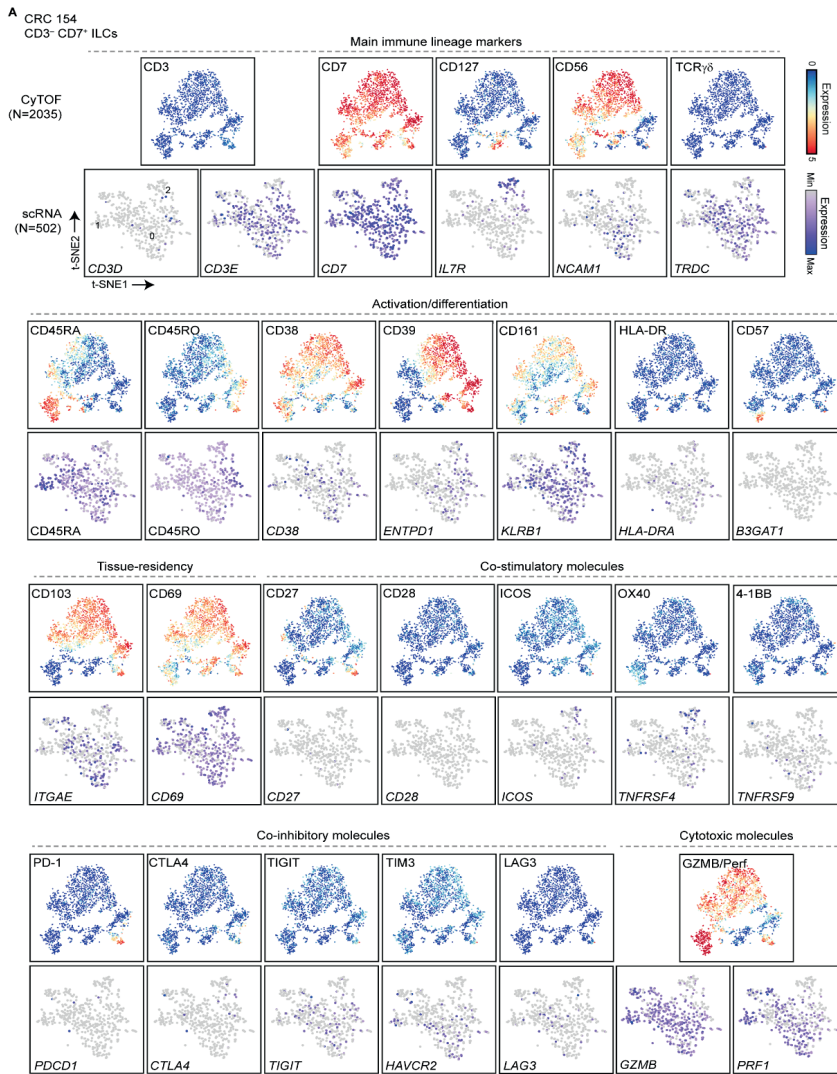 A
CRC 154
CD3– CD7+ ILCs
Main immune lineage markers
CyTOF
(N=2035)
CD3
CD7
CD127
CD56
TCRγδ
0
Expression
5
scRNA
(N=502)
t-SNE2
t-SNE1
2
1
0
CD3D
CD3E
CD7
IL7R
NCAM1
TRDC
Min
Expression
Max
Activation/differentiation
CD45RA
CD45RO
CD38
CD39
CD161
HLA-DR
CD57
CD45RA
CD45RO
CD38
ENTPD1
KLRB1
HLA-DRA
B3GAT1
Tissue-residency
Co-stimulatory molecules
CD103
CD69
CD27
CD28
ICOS
OX40
4-1BB
ITGAE
CD69
CD27
CD28
ICOS
TNFRSF4
TNFRSF9
Co-inhibitory molecules
Cytotoxic molecules
PD-1
CTLA4
TIGIT
TIM3
LAG3
GZMB/Perf
PDCD1
CTLA4
TIGIT
HAVCR2
LAG3
GZMB
PRF1